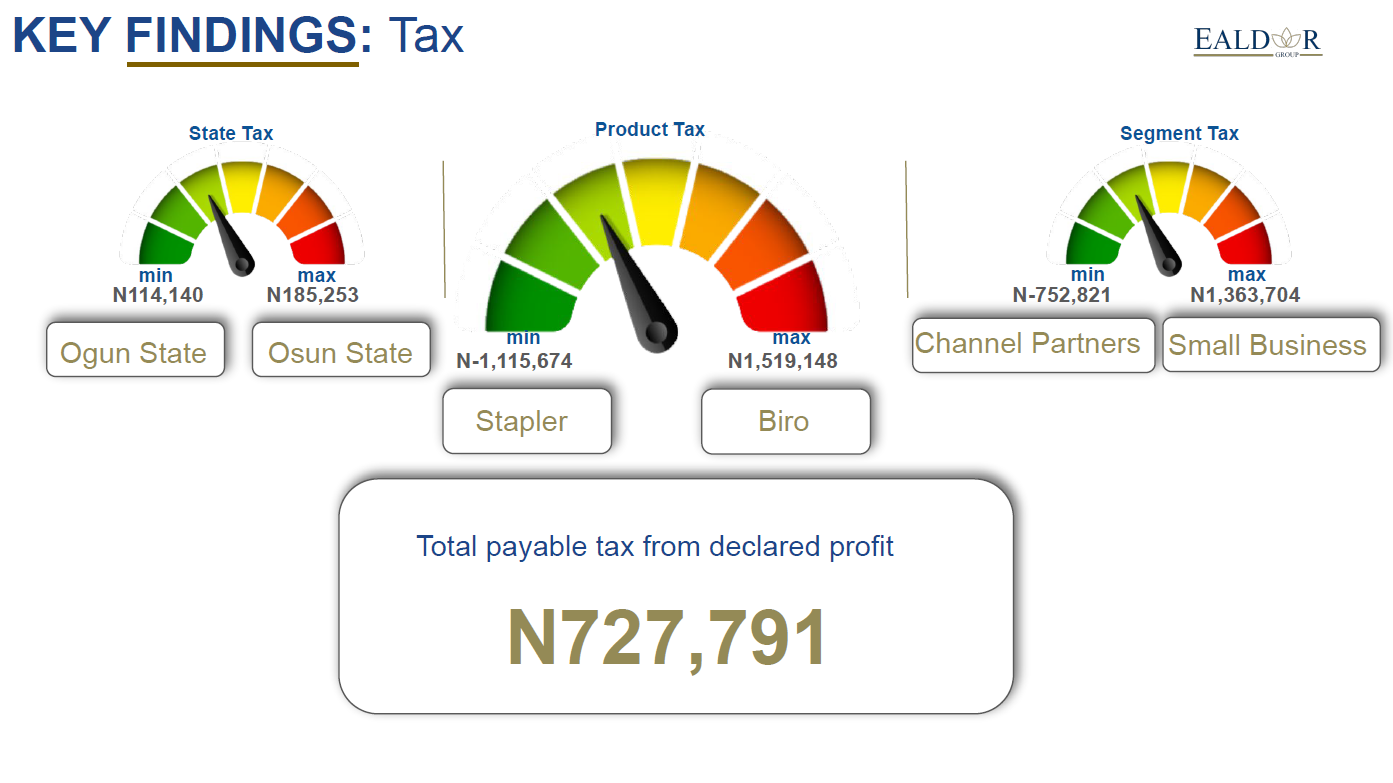 KEY FINDINGS: Tax
EALDOR
GROUP
State Tax
min
max
N114,140
N185,253
Ogun State
Osun State
Product Tax
min
max
N-1,115,674
N1,519,148
Stapler
Biro
Segment Tax
min
max
N-752,821
N1,363,704
Channel Partners
Small Business
Total payable tax from declared profit
N727,791